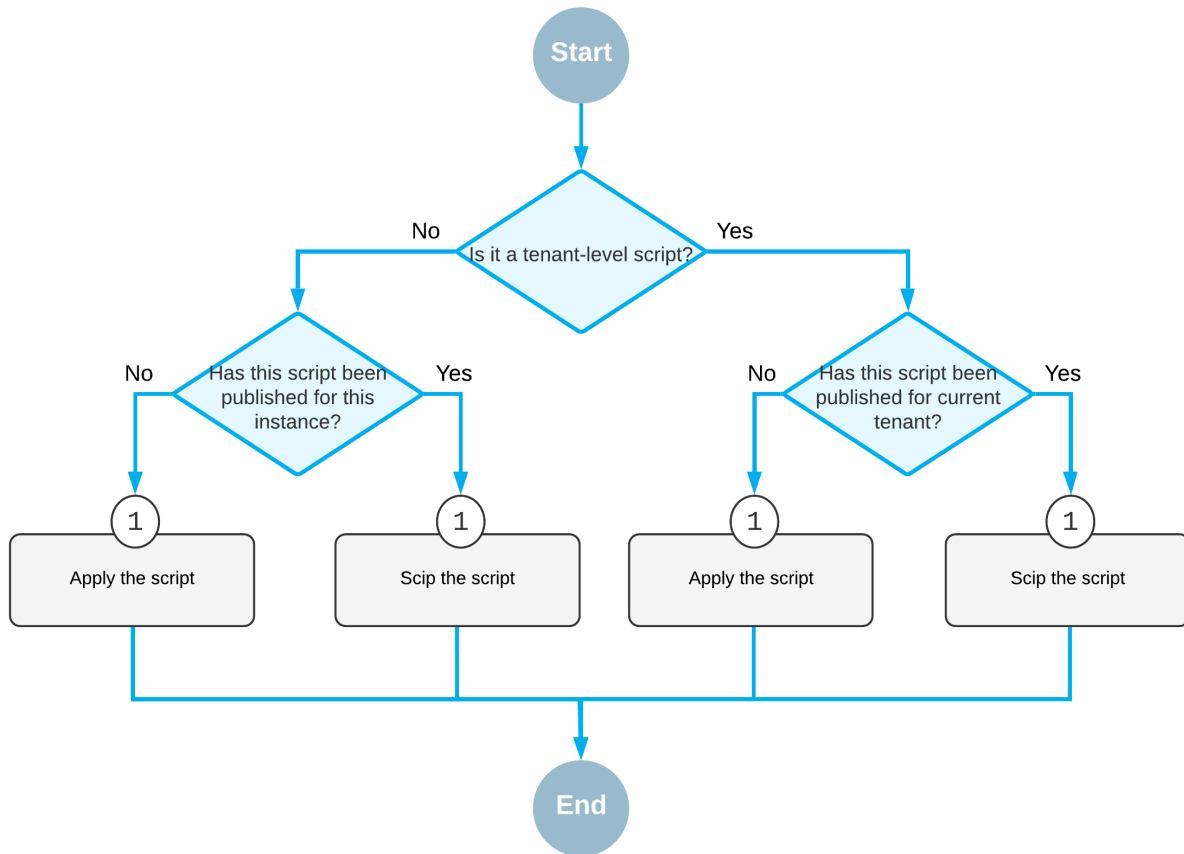 Start
No
Yes
Is it a tenant-level script?
No
Has this script been
published for this
instance?
Yes
No
Has this script been
published for current
tenant?
Yes
1
1
1
1
Apply the script
Scip the script
Apply the script
Scip the script
End